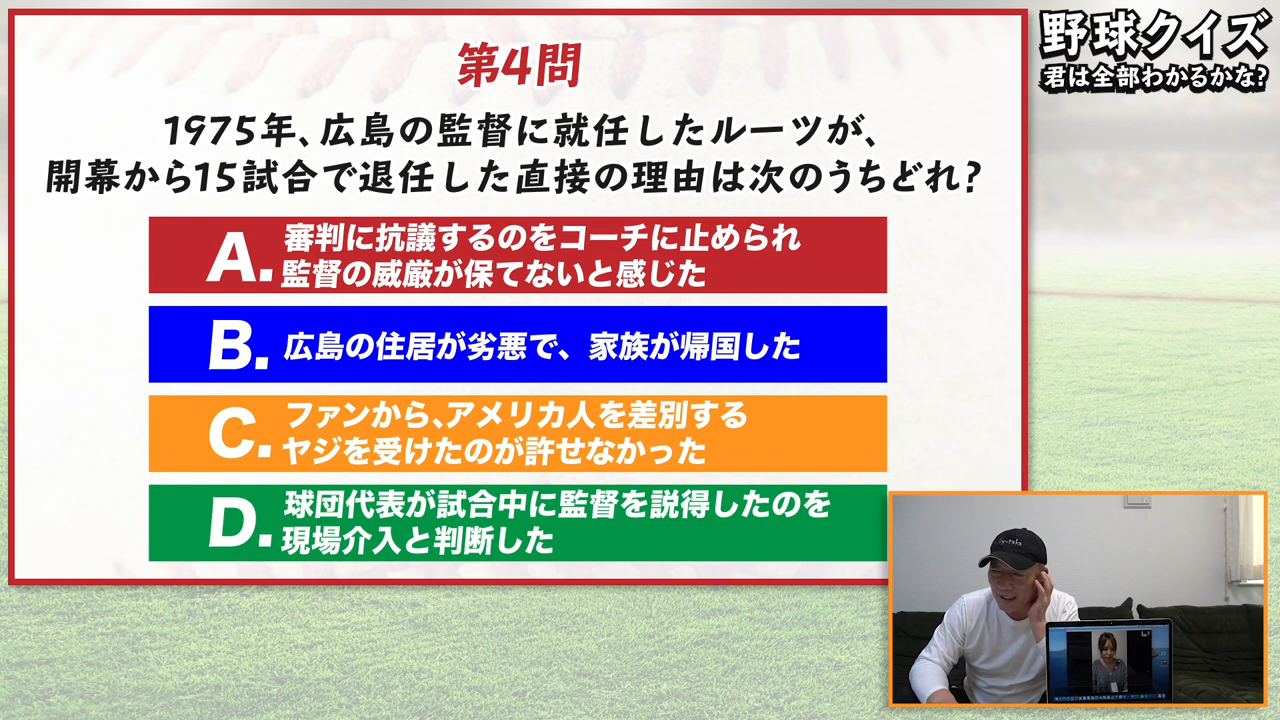 野球クイズ
君は全部わかるかな?
第4問
1975年、広島の監督に就任したルーツが、
開幕から15試合で退任した直接の理由は次のうちどれ?
A. 審判に抗議するのをコーチに止められ
監督の威厳が保てないと感じた
B. 広島の住居が劣悪で、家族が帰国した
C. ファンから、アメリカ人を差別する
ヤジを受けたのが許せなかった
D. 球団代表が試合中に監督を説得したのを
現場介入と判断した